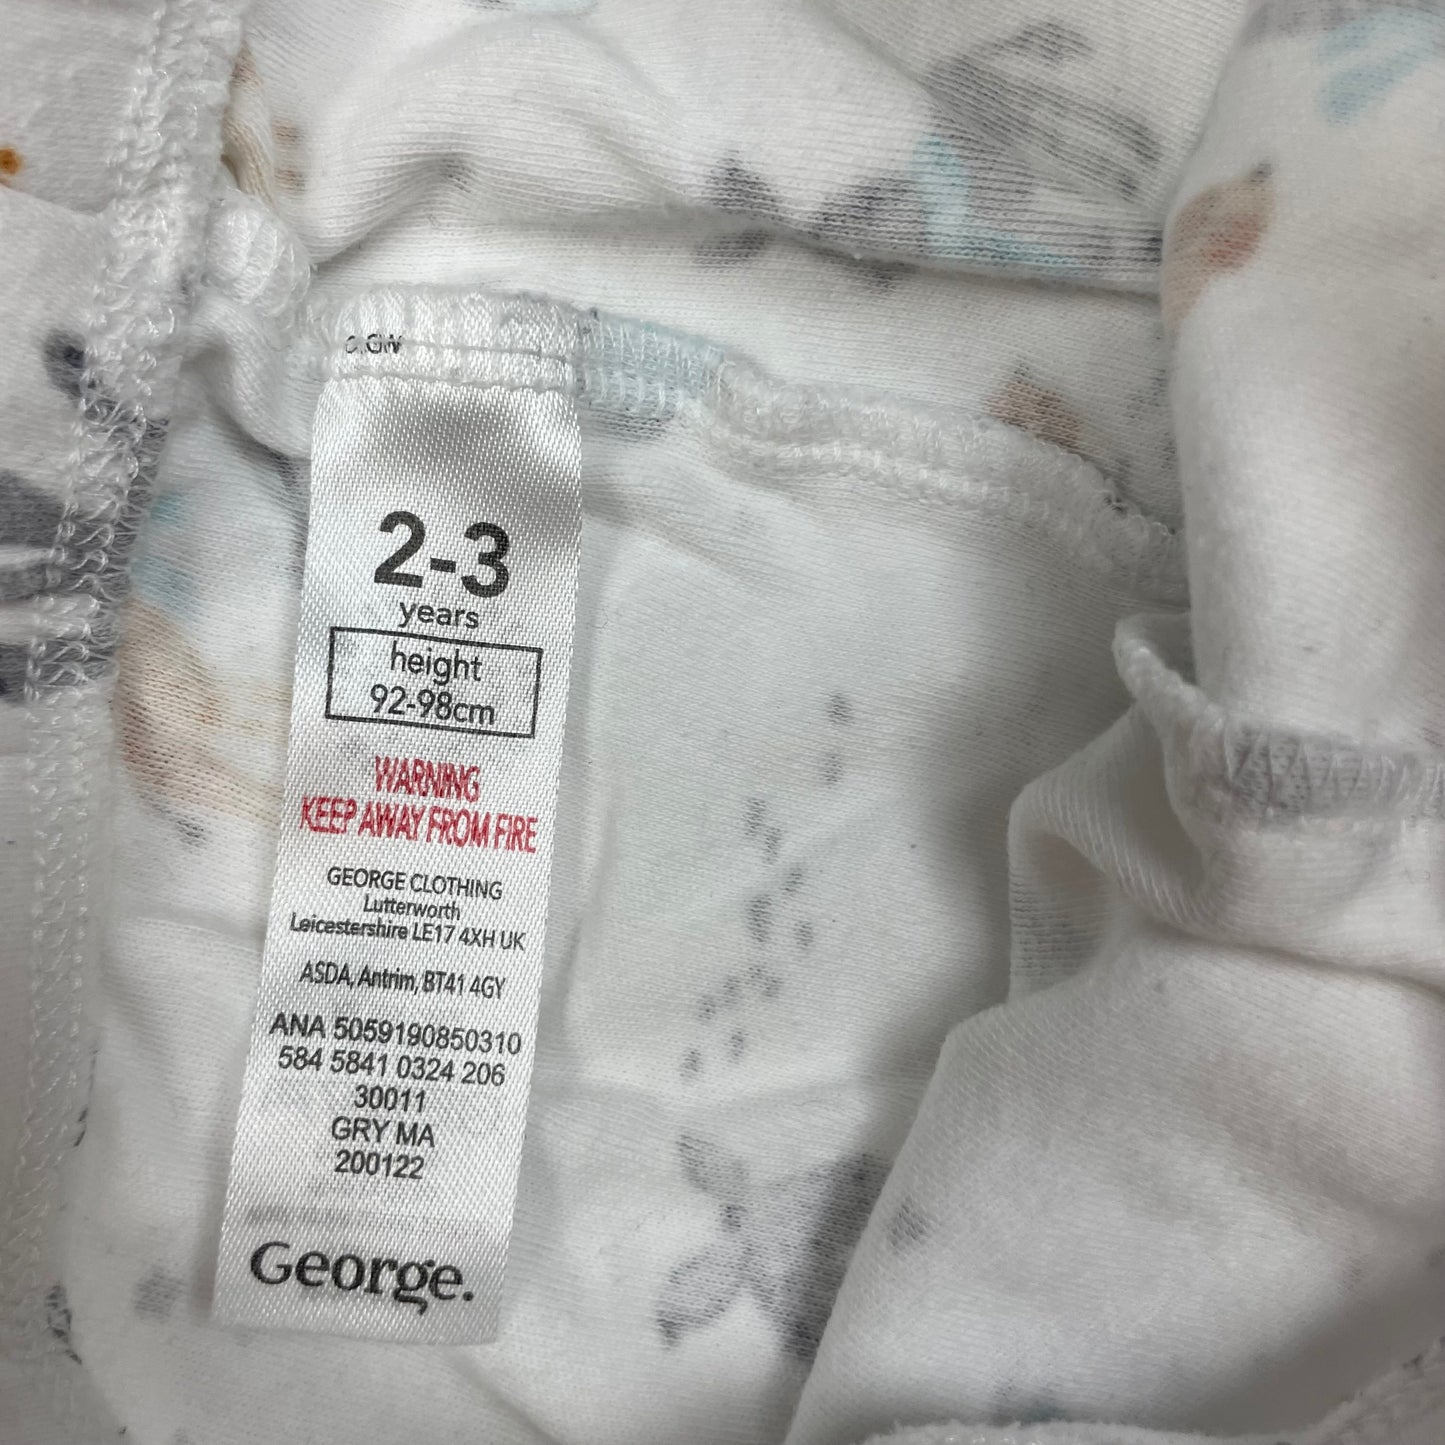 2-3
years
height
92-98cm
WARNING
KEEP AWAY FROM FIRE
GEORGE CLOTHING
Lutterworth
Leicestershire LE17 4XH UK
ASDA, Antrim, BT41 4GY
ANA 5059190850310
584 5841 0324 206
30011
GRY MA
200122
George.